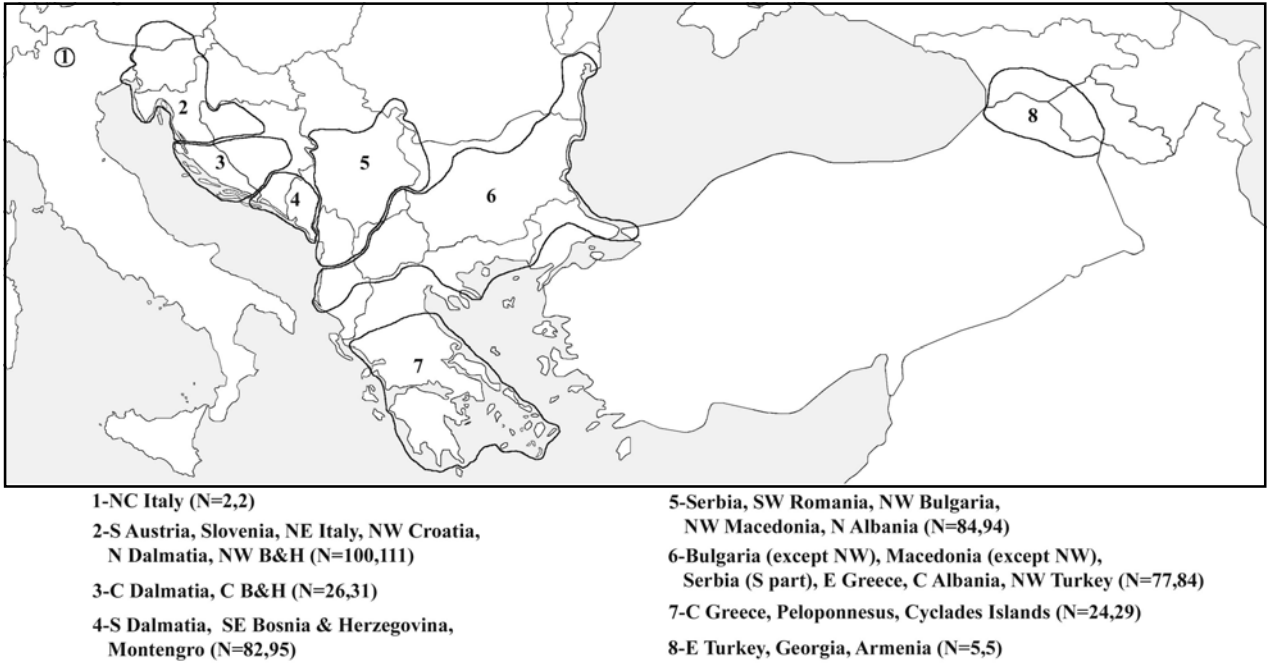 1
2
3
4
5
6
7
8
1-NC Italy (N=2,2)
2-S Austria, Slovenia, NE Italy, NW Croatia,
N Dalmatia, NW B&H (N=100,111)
3-C Dalmatia, C B&H (N=26,31)
4-S Dalmatia, SE Bosnia & Herzegovina,
Montengro (N=82,95)
5-Serbia, SW Romania, NW Bulgaria,
NW Macedonia, N Albania (N=84,94)
6-Bulgaria (except NW), Macedonia (except NW),
Serbia (S part), E Greece, C Albania, NW Turkey (N=77,84)
7-C Greece, Peloponnesus, Cyclades Islands (N=24,29)
8-E Turkey, Georgia, Armenia (N=5,5)